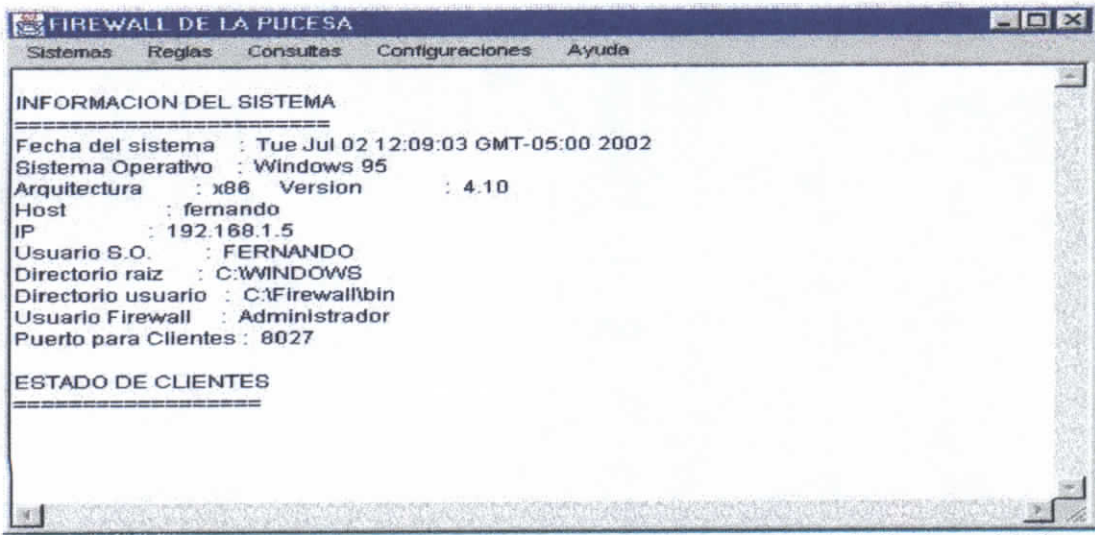 FIREWALL DE LA PUCESA
Sistemas Reglas Consultas Configuraciones Ayuda
INFORMACION DEL SISTEMA
=======================
Fecha del sistema : Tue Jul 02 12:09:03 GMT-05:00 2002
Sistema Operativo : Windows 95
Arquitectura : x86 Version : 4.10
Host : fernando
IP : 192.168.1.5
Usuario S.O. : FERNANDO
Directorio raiz : C:\WINDOWS
Directorio usuario : C:\Firewall\bin
Usuario Firewall : Administrador
Puerto para Clientes : 8027
ESTADO DE CLIENTES
==================